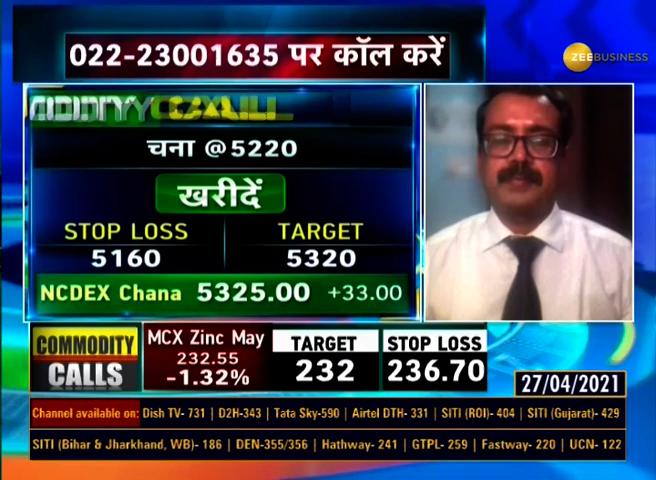 022-23001635 पर कॉल करें
ZEE BUSINESS
चना @5220
खरीदें
STOP LOSS TARGET
5160 5320
NCDEX Chana 5325.00 +33.00
COMMODITY CALLS
MCX Zinc May
232.55
-1.32%
TARGET
232
STOP LOSS
236.70
27/04/2021
Channel available on: Dish TV- 731 | D2H-343 | Tata Sky-590 | Airtel DTH- 331 | SITI (ROI)- 404 | SITI (Gujarat)- 429
SITI (Bihar & Jharkhand, WB)- 186 | DEN-355/356 | Hathway- 241 | GTPL- 259 | Fastway- 220 | UCN- 122